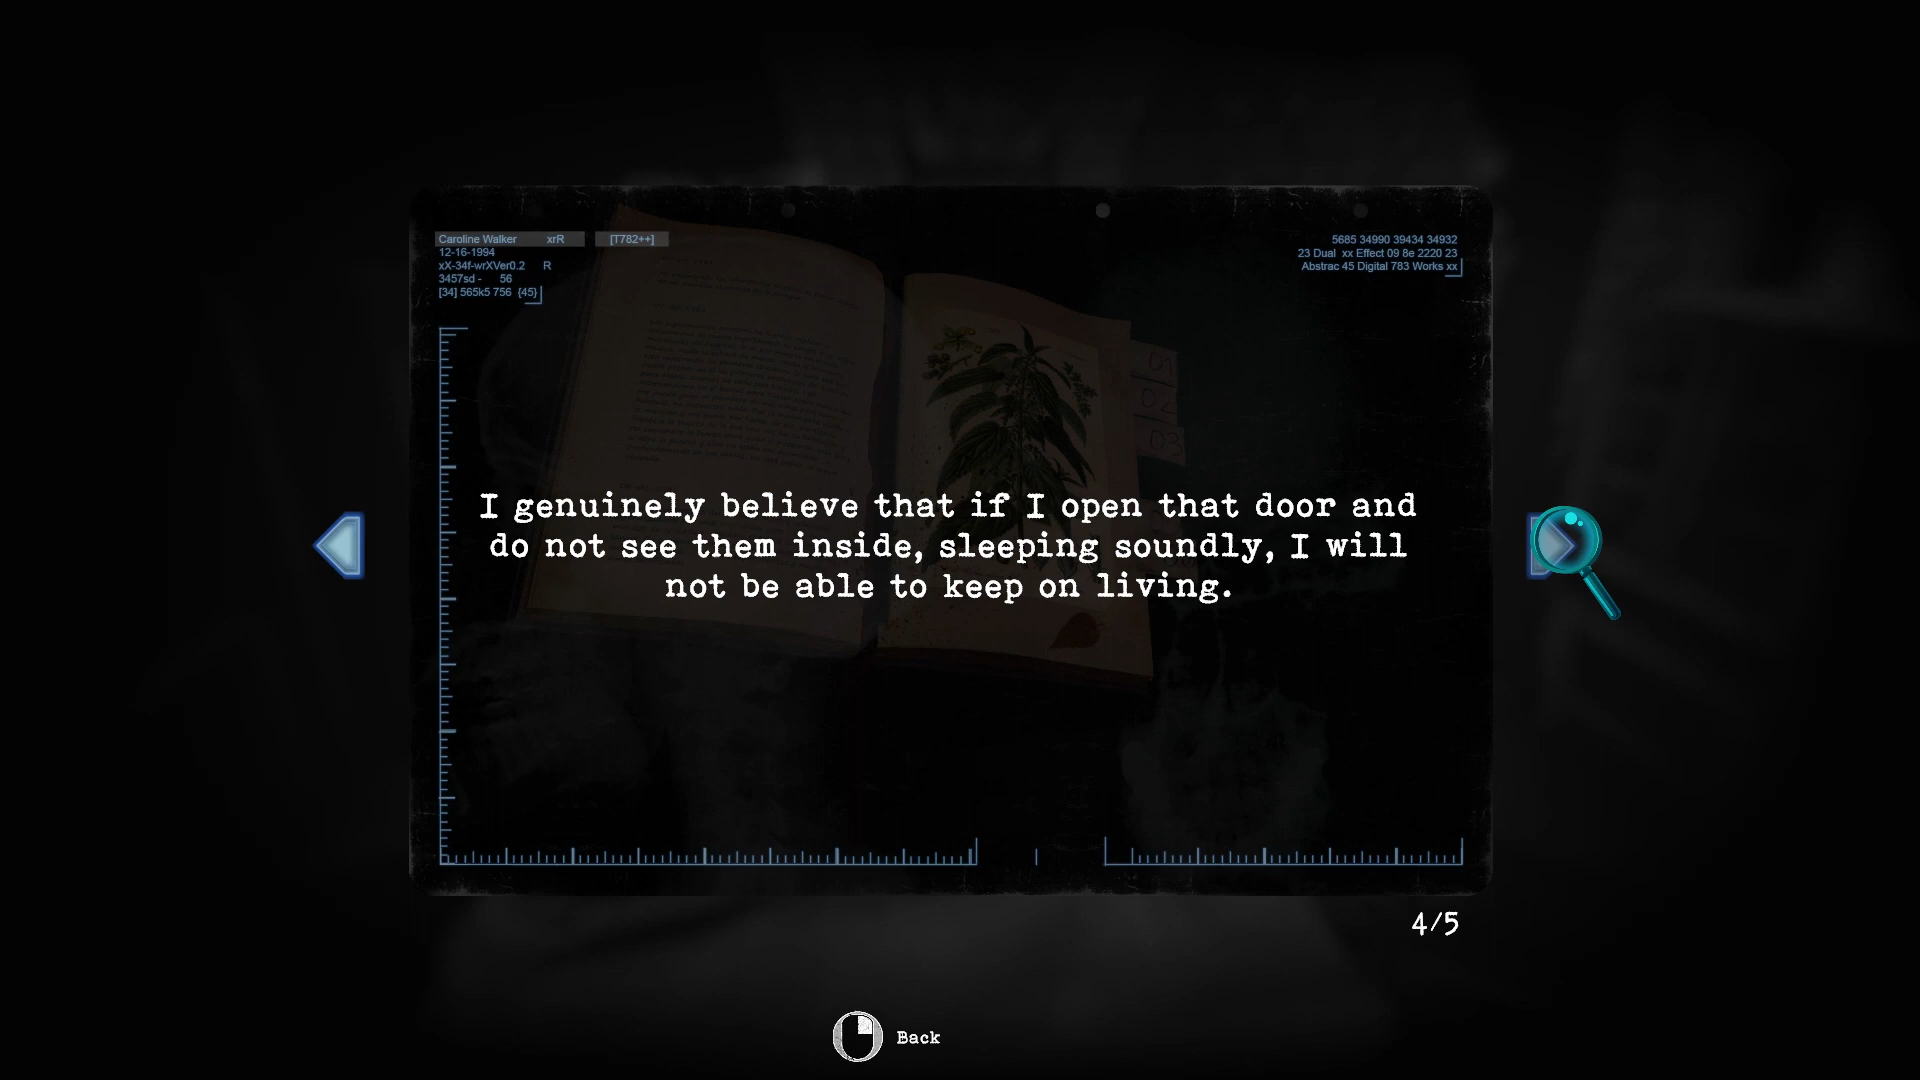 Caroline Walker xrR [T782++]
12-16-1994
xX-34f-wrXVer0.2 R
3457sd - 56
[34] 565k5 756 {45}
5685 34990 39434 34932
23 Dual xx Effect 09 8e 2220 23
Abstrac 45 Digital 783 Works xx
01
02
03
I genuinely believe that if I open that door and
do not see them inside, sleeping soundly, I will
not be able to keep on living.
4/5
Back